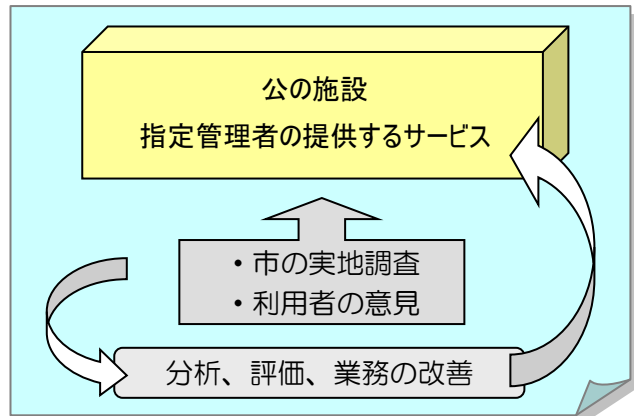 公の施設
指定管理者の提供するサービス
・市の実地調査
・利用者の意見
分析、評価、業務の改善